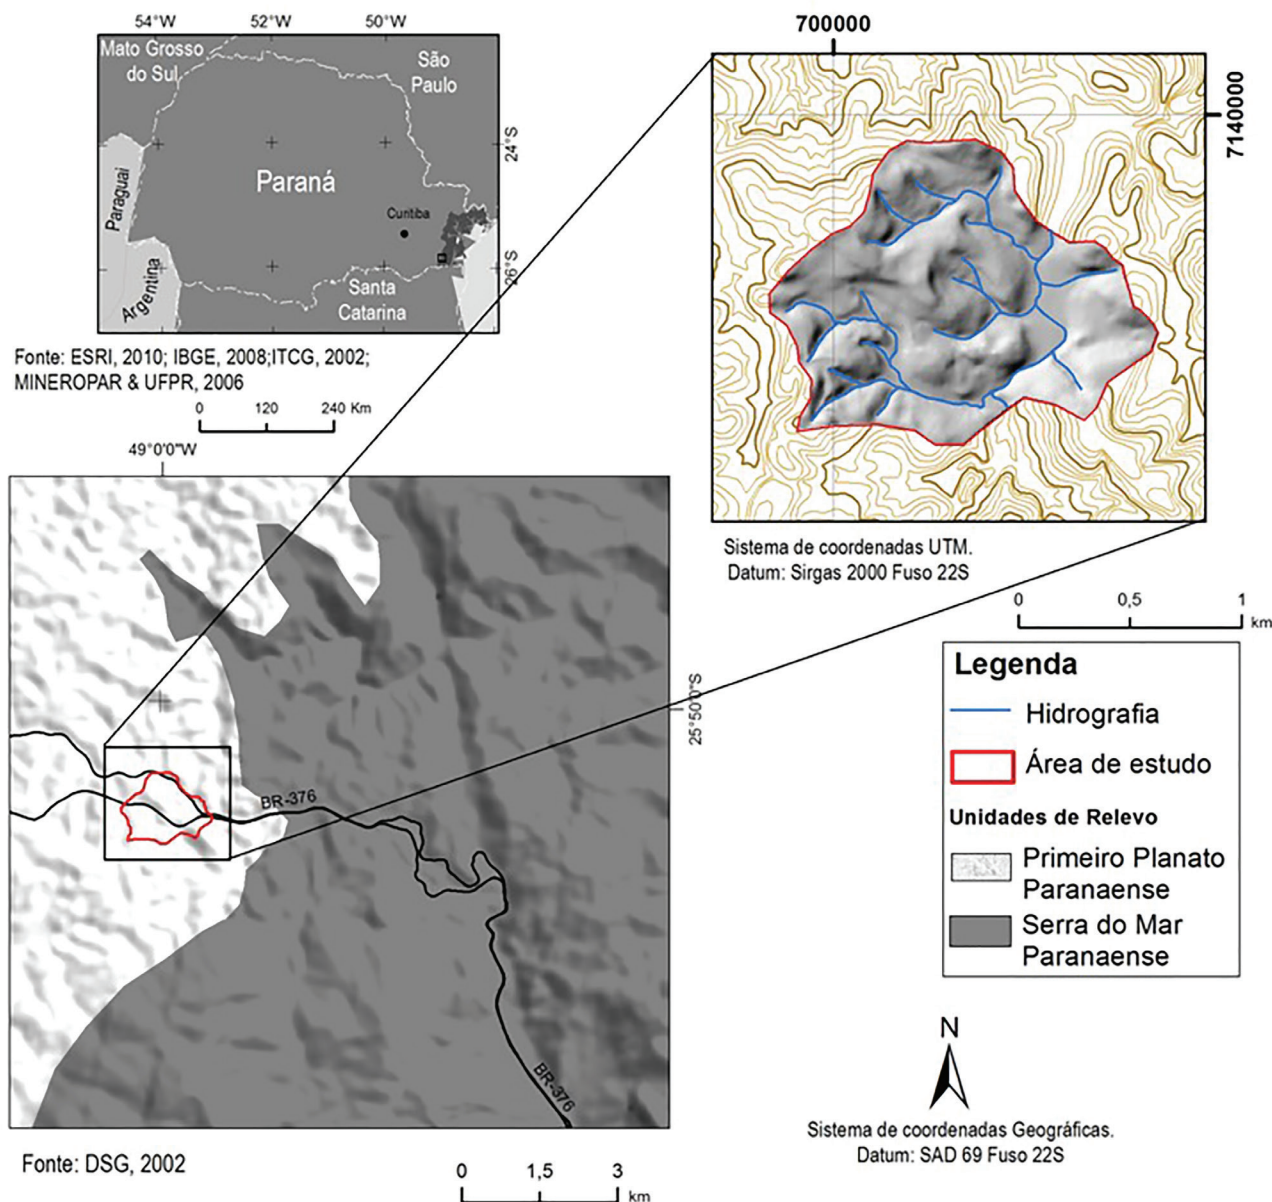 54°W 52°W 50°W
Mato Grosso
do Sul
São
Paulo
24°S
Paraná
Paraguai
Curitiba
26°S
Argentina
Santa
Catarina
Fonte: ESRI, 2010; IBGE, 2008;ITCG, 2002;
MINEROPAR & UFPR, 2006
0 120 240 Km
700000
7140000
Sistema de coordenadas UTM.
Datum: Sirgas 2000 Fuso 22S
0 0,5 1
km
49°0'0"W
25°50'0"S
BR-376
BR-376
Fonte: DSG, 2002
0 1,5 3
km
Legenda
Hidrografia
Área de estudo
Unidades de Relevo
Primeiro Planato
Paranaense
Serra do Mar
Paranaense
N
Sistema de coordenadas Geográficas.
Datum: SAD 69 Fuso 22S